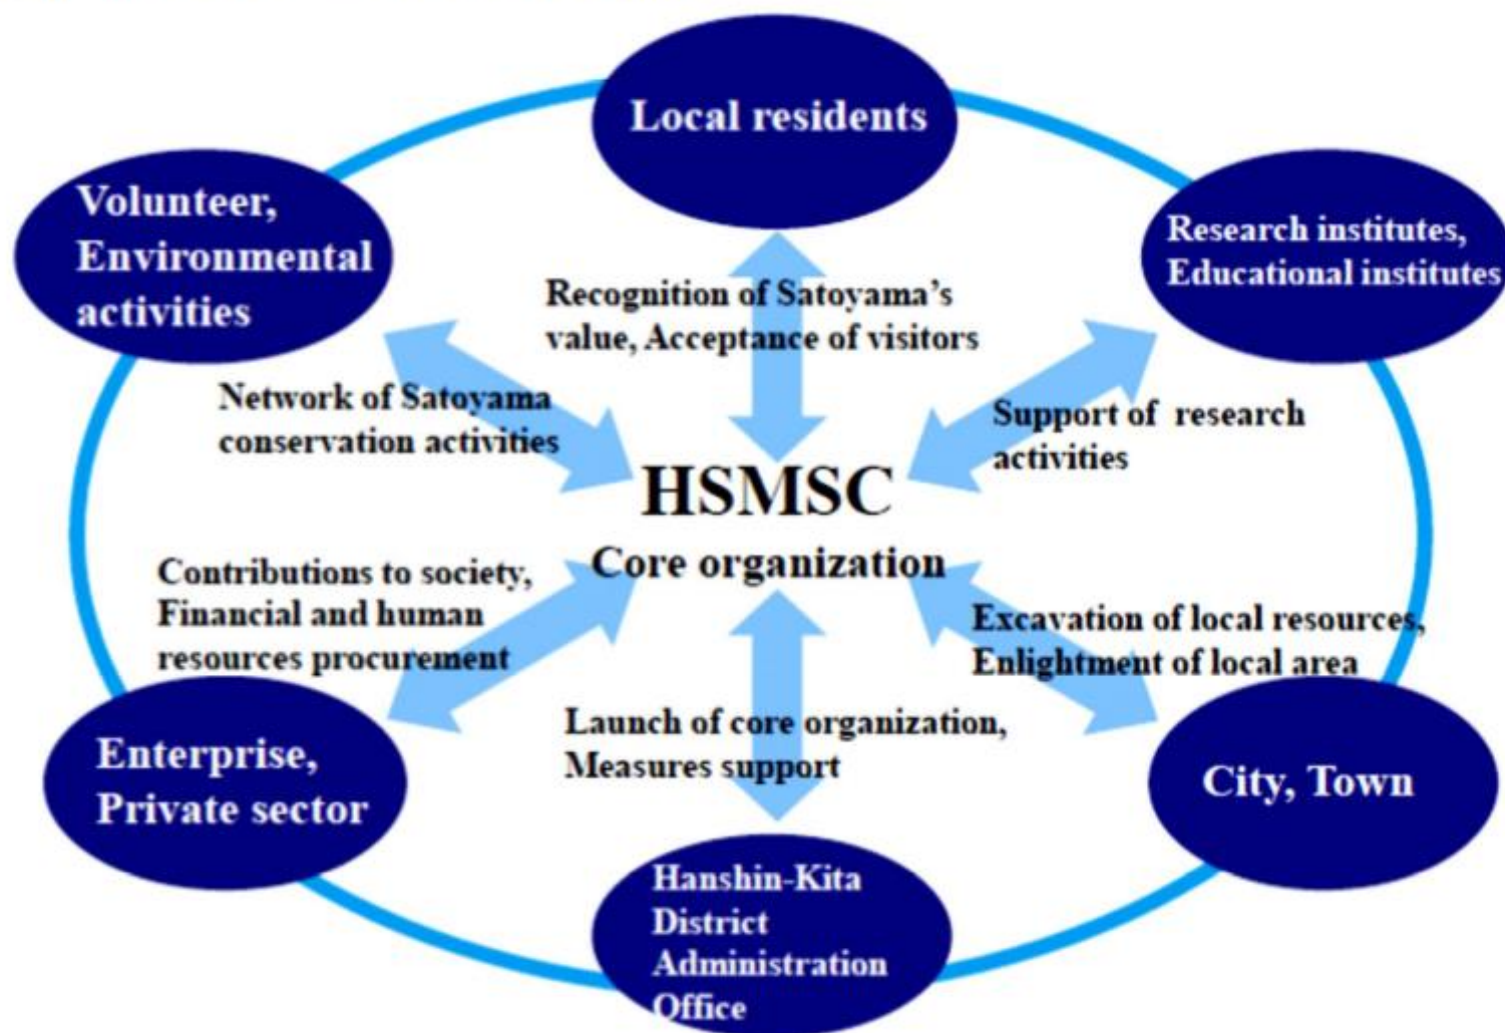 Local residents
Volunteer,
Environmental
activities
Research institutes,
Educational institutes
Recognition of Satoyama's
value, Acceptance of visitors
Network of Satoyama
conservation activities
Support of research
activities
HSMSC
Core organization
Contributions to society,
Financial and human
resources procurement
Excavation of local resources,
Enlightment of local area
Launch of core organization,
Measures support
Enterprise,
Private sector
City, Town
Hanshin-Kita
District
Administration
Office